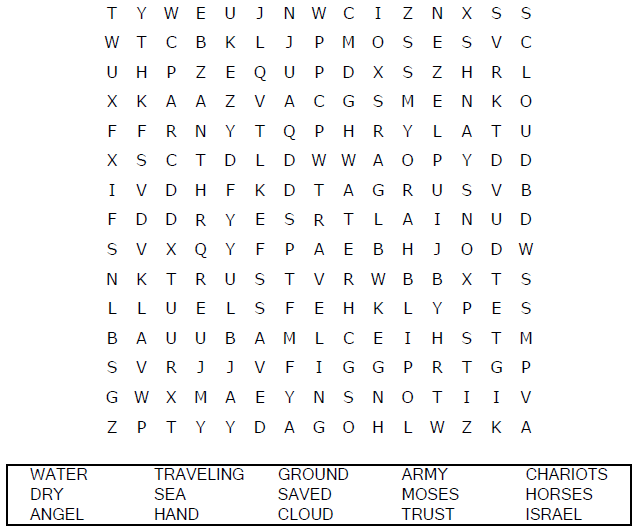 T Y W E U J N W C I Z N X S S
W T C B K L J P M O S E S V C
U H P Z E Q U P D X S Z H R L
X K A A Z V A C G S M E N K O
F F R N Y T Q P H R Y L A T U
X S C T D L D W W A O P Y D D
I V D H F K D T A G R U S V B
F D D R Y E S R T L A I N U D
S V X Q Y F P A E B H J O D W
N K T R U S T V R W B B X T S
L L U E L S F E H K L Y P E S
B A U U B A M L C E I H S T M
S V R J J V F I G G P R T G P
G W X M A E Y N S N O T I I V
Z P T Y Y D A G O H L W Z K A
WATER TRAVELING GROUND ARMY CHARIOTS
DRY SEA SAVED MOSES HORSES
ANGEL HAND CLOUD TRUST ISRAEL